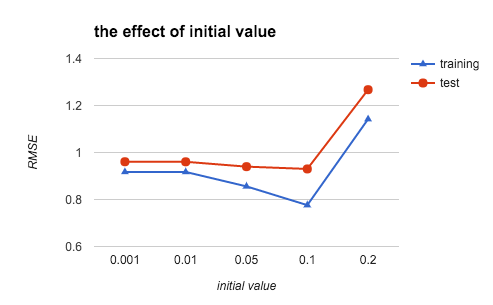 the effect of initial value
1.4
1.2
1
0.8
0.6
RMSE
0.001 0.01 0.05 0.1 0.2
initial value
training
test